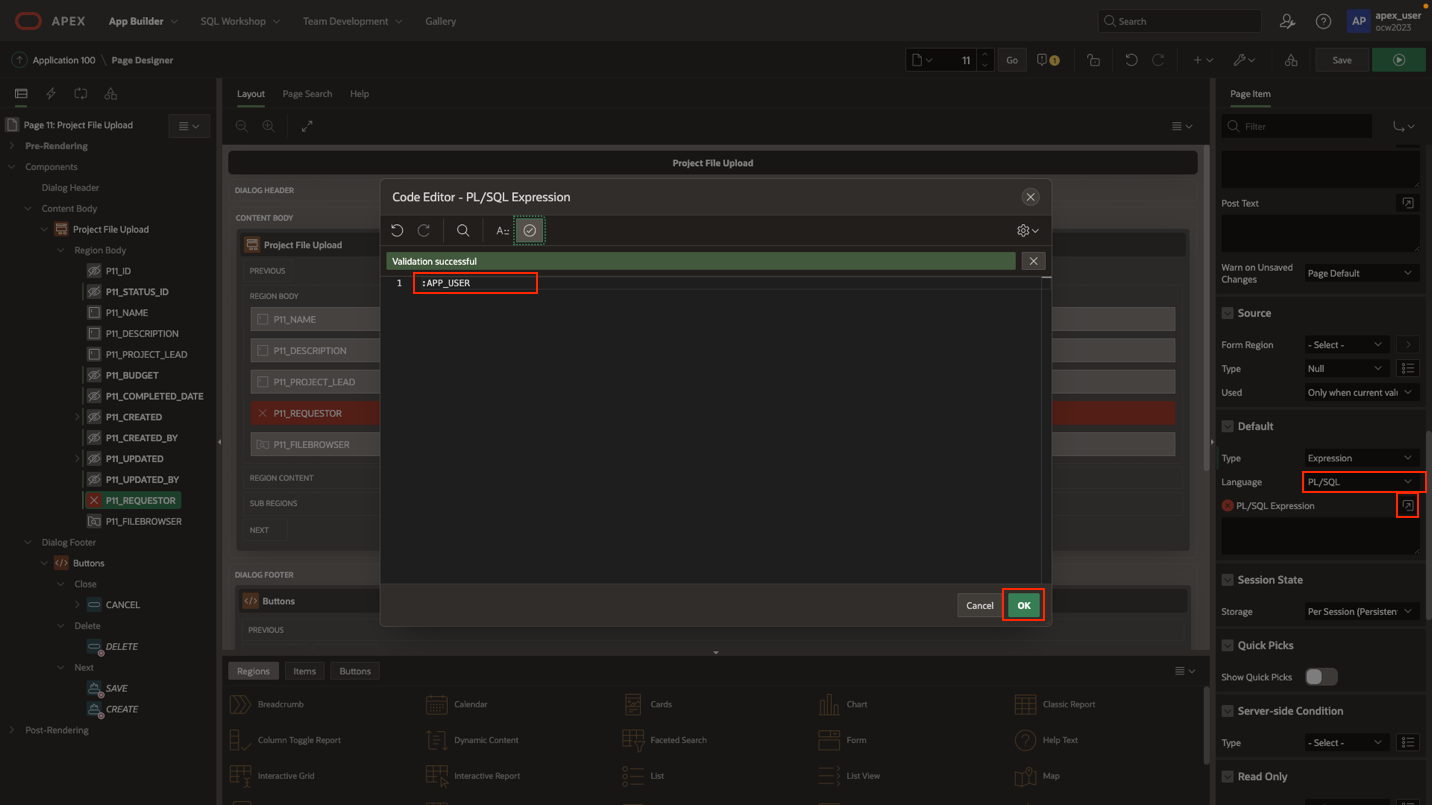 APEX App Builder SQL Workshop Team Development Gallery Search AP apex_user
ocw2023
Application 100 \ Page Designer 11 Go 1 Save
Layout Page Search Help Page Item
Page 11: Project File Upload
Pre-Rendering
Components
Dialog Header
Content Body
Project File Upload
Region Body
P11_ID
P11_STATUS_ID
P11_NAME
P11_DESCRIPTION
P11_PROJECT_LEAD
P11_BUDGET
P11_COMPLETED_DATE
P11_CREATED
P11_CREATED_BY
P11_UPDATED
P11_UPDATED_BY
P11_REQUESTOR
P11_FILEBROWSER
Dialog Footer
Buttons
Close
CANCEL
Delete
DELETE
Next
SAVE
CREATE
Post-Rendering
Project File Upload
DIALOG HEADER
CONTENT BODY
Project File Upload
PREVIOUS
REGION BODY
P11_NAME
P11_DESCRIPTION
P11_PROJECT_LEAD
P11_REQUESTOR
P11_FILEBROWSER
REGION CONTENT
SUB REGIONS
NEXT
DIALOG FOOTER
Buttons
PREVIOUS
Code Editor - PL/SQL Expression
A
Validation successful
1 :APP_USER
Cancel OK
Regions Items Buttons
Breadcrumb Calendar Cards Chart Classic Report
Column Toggle Report Dynamic Content Faceted Search Form Help Text
Interactive Grid Interactive Report List List View Map
Filter
Post Text
Warn on Unsaved
Changes
Page Default
Source
Form Region - Select -
Type Null
Used Only when current val
Default
Type Expression
Language PL/SQL
PL/SQL Expression
Session State
Storage Per Session (Persisten
Quick Picks
Show Quick Picks
Server-side Condition
Type - Select -
Read Only